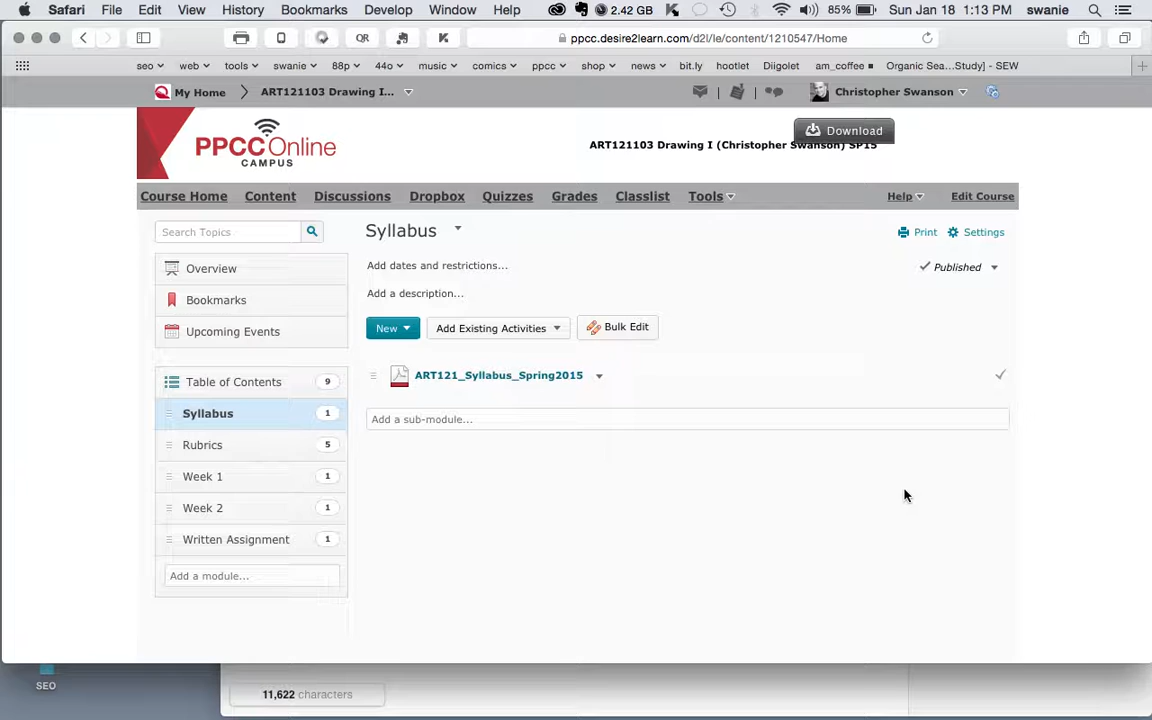 Safari File Edit View History Bookmarks Develop Window Help 2.42 GB 85% Sun Jan 18 1:13 PM swanie
QR ppcc.desire2learn.com/d2l/le/content/1210547/Home
seo web tools swanie 88p 44o music comics ppcc shop news bit.ly hootlet Diigolet am_coffee Organic Sea...Study] - SEW
My Home ART121103 Drawing I... Christopher Swanson
PPCCOnline
CAMPUS
Download
ART121103 Drawing I (Christopher Swanson) SP15
Course Home Content Discussions Dropbox Quizzes Grades Classlist Tools Help Edit Course
Search Topics
Syllabus
Print Settings
Overview
Add dates and restrictions...
Published
Bookmarks
Add a description...
Upcoming Events
New Add Existing Activities Bulk Edit
Table of Contents 9
ART121_Syllabus_Spring2015
Syllabus 1
Add a sub-module...
Rubrics 5
Week 1 1
Week 2 1
Written Assignment 1
Add a module...
SEO
11,622 characters